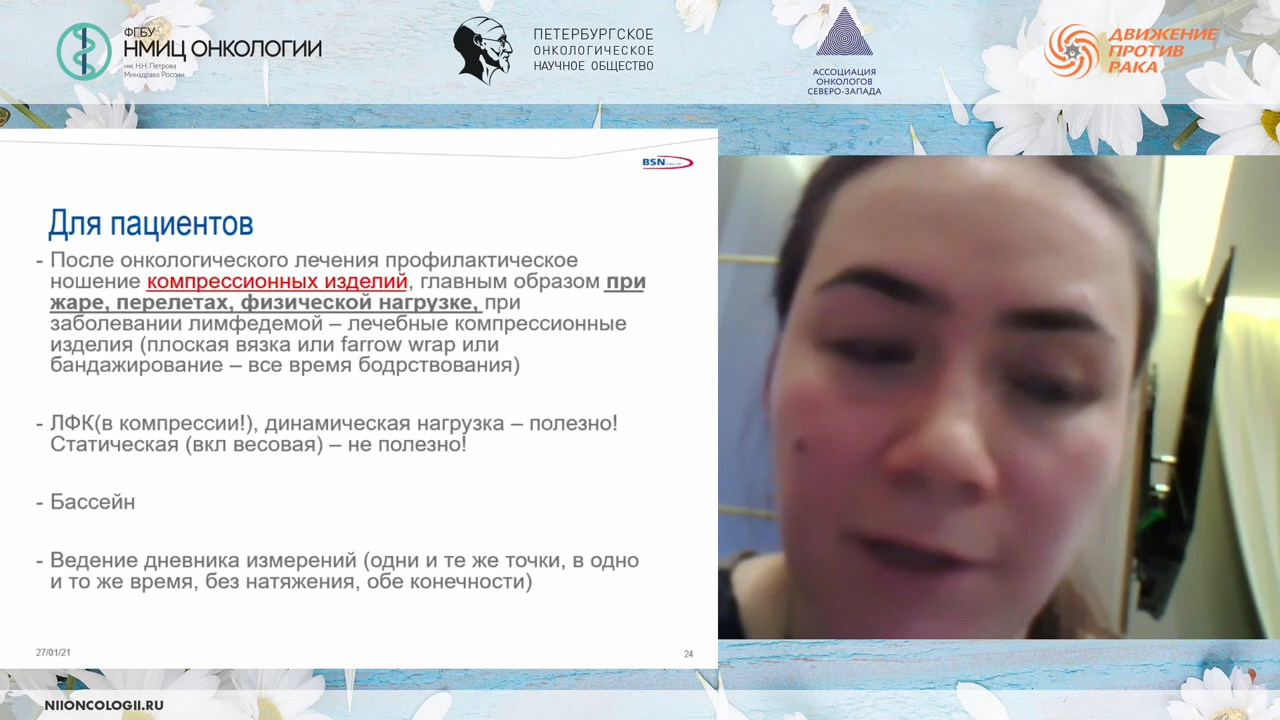 ФГБУ
НМИЦ ОНКОЛОГИИ
им. Н.Н. Петрова
Минздрава России
ПЕТЕРБУРГСКОЕ
ОНКОЛОГИЧЕСКОЕ
НАУЧНОЕ ОБЩЕСТВО
АССОЦИАЦИЯ
ОНКОЛОГОВ
СЕВЕРО-ЗАПАДА
ДВИЖЕНИЕ
ПРОТИВ
РАКА
BSN
Для пациентов
- После онкологического лечения профилактическое
ношение компрессионных изделий, главным образом при
жаре, перелетах, физической нагрузке, при
заболевании лимфедемой – лечебные компрессионные
изделия (плоская вязка или farrow wrap или
бандажирование – все время бодрствования)
- ЛФК(в компрессии!), динамическая нагрузка – полезно!
Статическая (вкл весовая) – не полезно!
- Бассейн
- Ведение дневника измерений (одни и те же точки, в одно
и то же время, без натяжения, обе конечности)
27/01/21
24
NIIONCOLOGII.RU